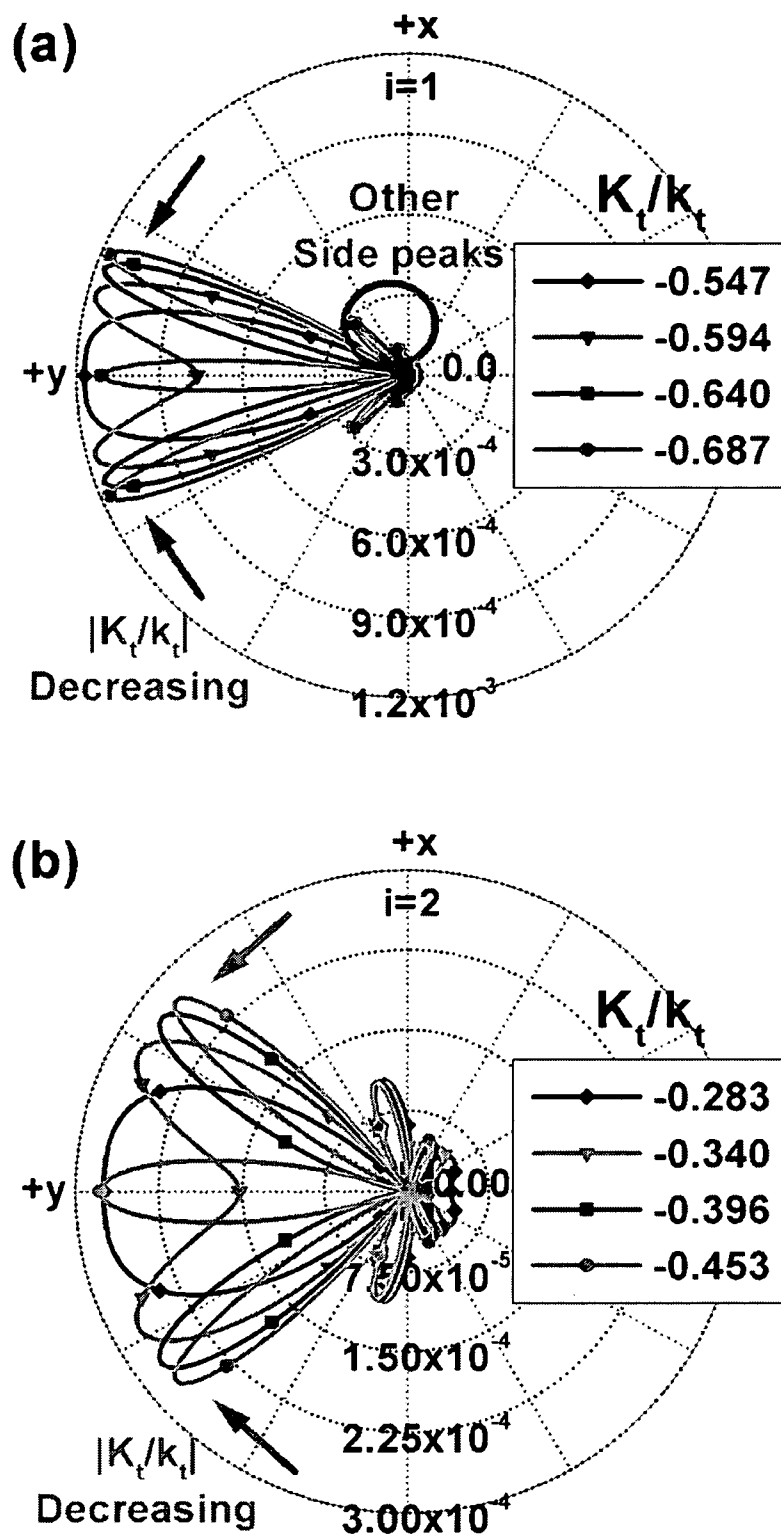 (a)
+x
i=1
Other
Side peaks
K_t/k_t
-0.547
-0.594
-0.640
-0.687
+y
0.0
3.0x10^-4
6.0x10^-4
9.0x10^-4
1.2x10^-3
|K_t/k_t|
Decreasing
(b)
+x
i=2
K_t/k_t
-0.283
-0.340
-0.396
-0.453
+y
0.00
7.50x10^-5
1.50x10^-4
2.25x10^-4
3.00x10^-4
|K_t/k_t|
Decreasing